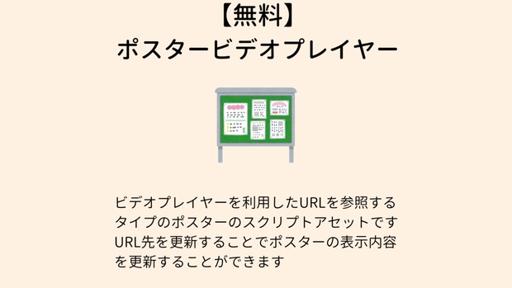 【無料】
ポスタービデオプレイヤー
ビデオプレイヤーを利用したURLを参照する
タイプのポスターのスクリプトアセットです
URL先を更新することでポスターの表示内容
を更新することができます